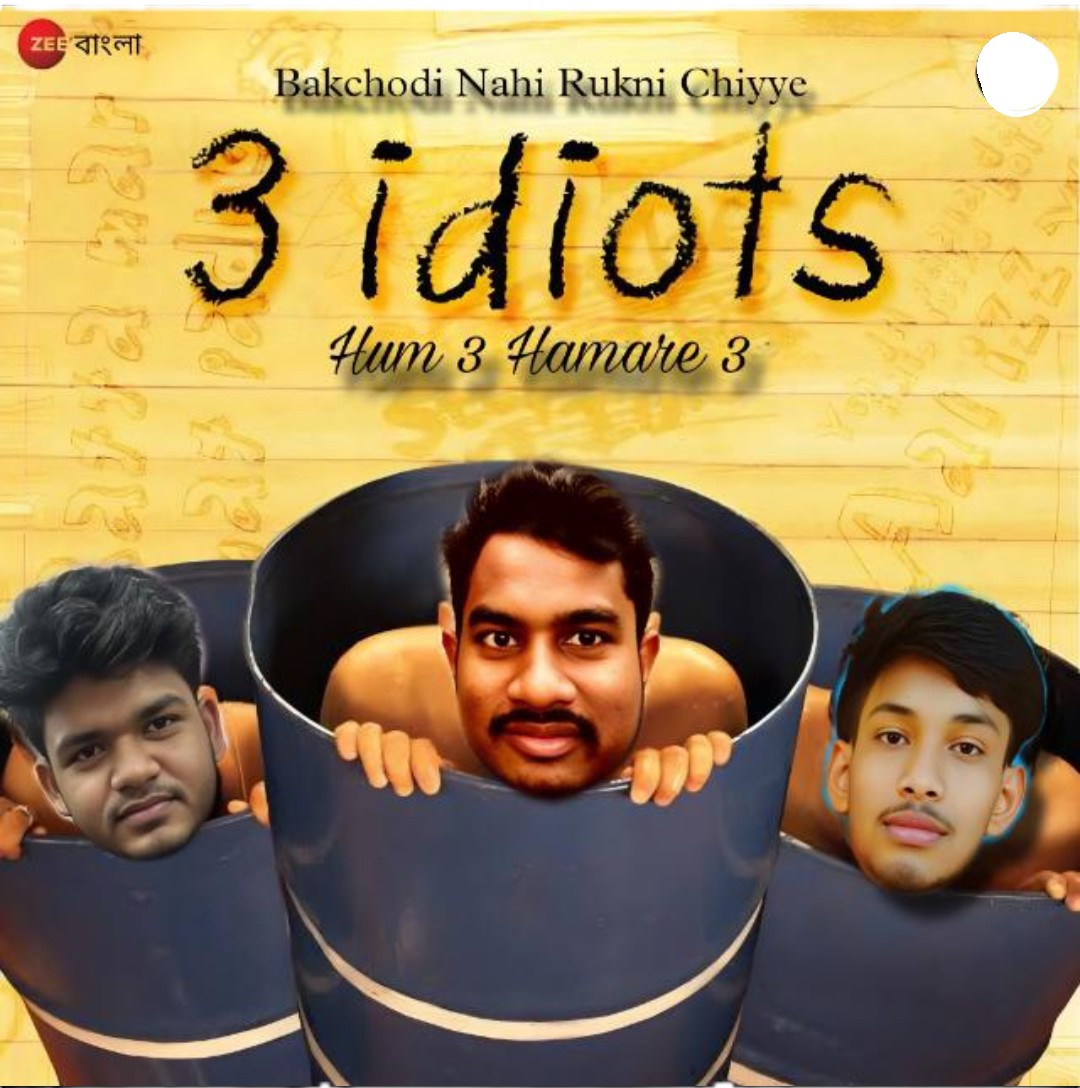 ZEE বাংলা
Bakchodi Nahi Rukni Chiyye
3 idiots
Hum 3 Hamare 3